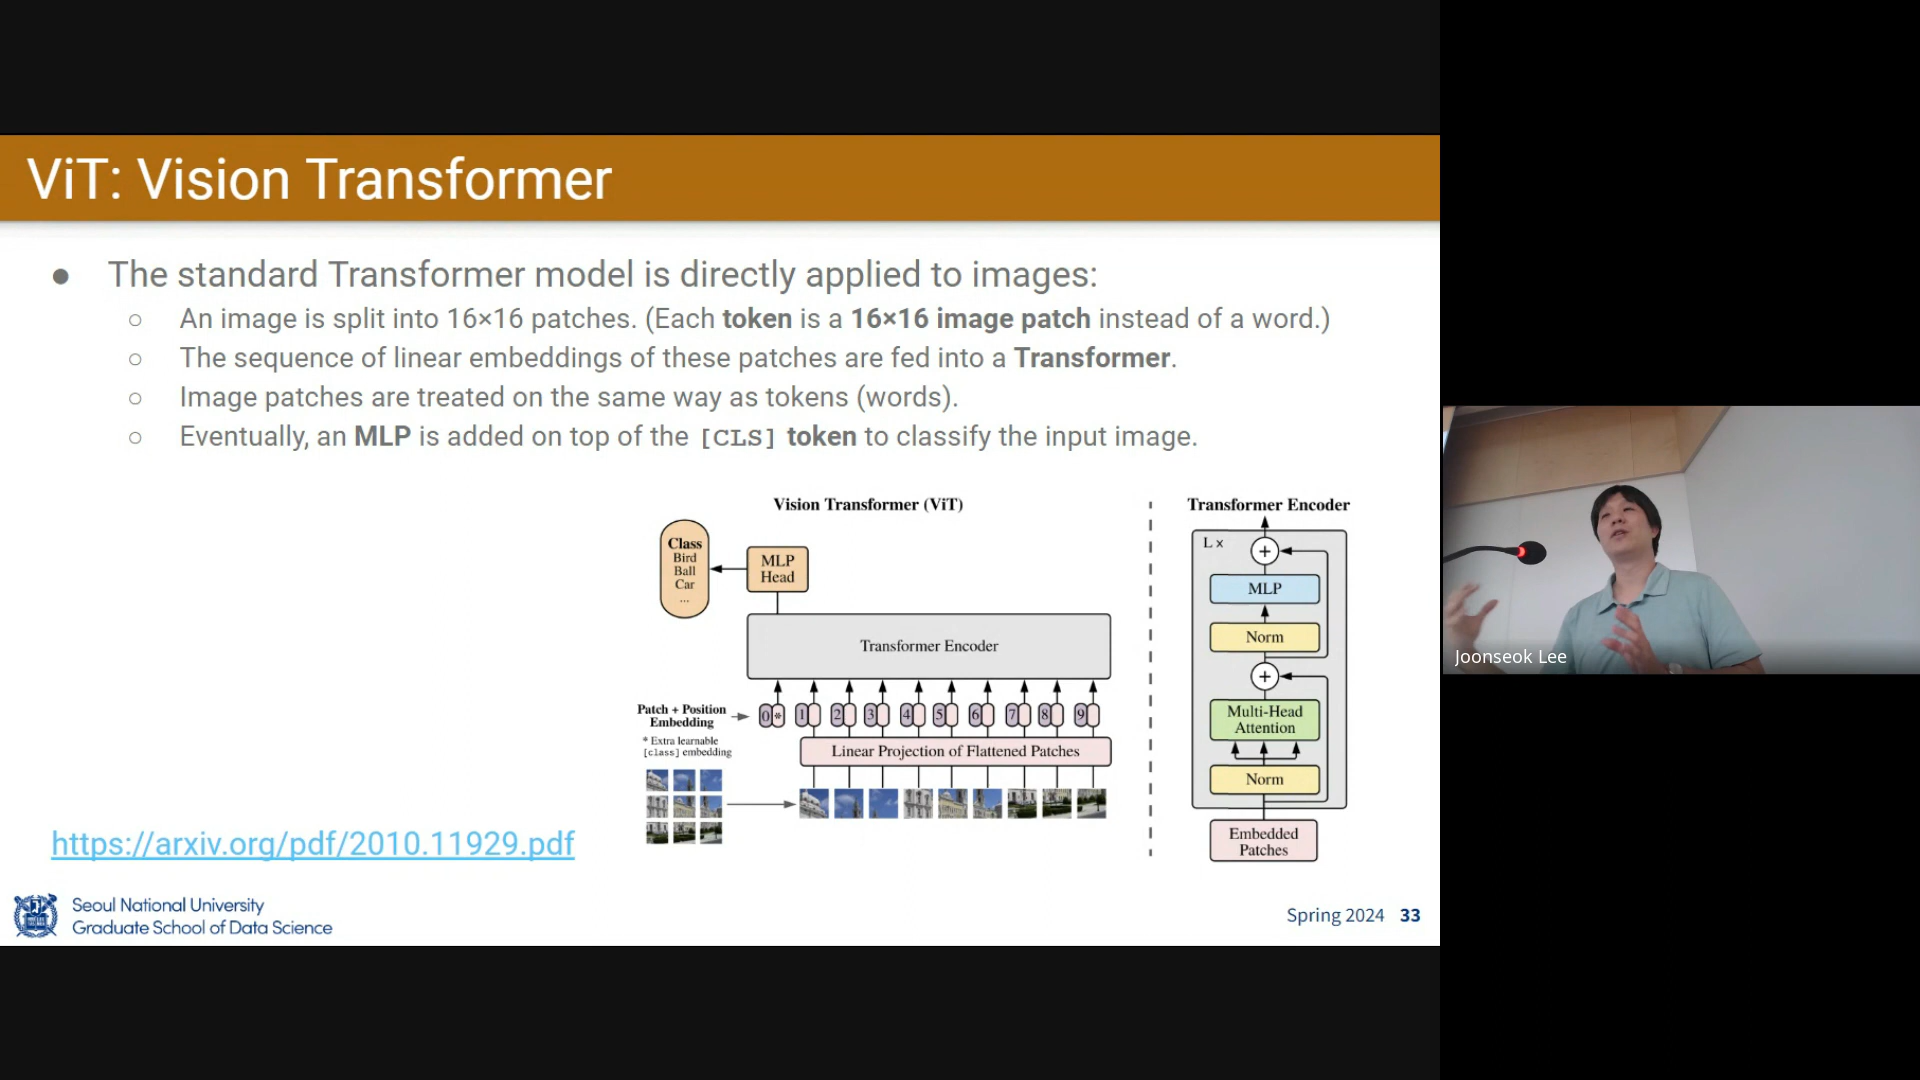 ViT: Vision Transformer
● The standard Transformer model is directly applied to images:
○ An image is split into 16×16 patches. (Each token is a 16×16 image patch instead of a word.)
○ The sequence of linear embeddings of these patches are fed into a Transformer.
○ Image patches are treated on the same way as tokens (words).
○ Eventually, an MLP is added on top of the [CLS] token to classify the input image.
Vision Transformer (ViT)
Class
Bird
Ball
Car
...
MLP
Head
Transformer Encoder
Patch + Position
Embedding
* Extra learnable
[class] embedding
0 * 1 2 3 4 5 6 7 8 9
Linear Projection of Flattened Patches
Transformer Encoder
L ×
+
MLP
Norm
+
Multi-Head
Attention
Norm
Embedded
Patches
https://arxiv.org/pdf/2010.11929.pdf
Seoul National University
Graduate School of Data Science
Spring 2024 33
Joonseok Lee